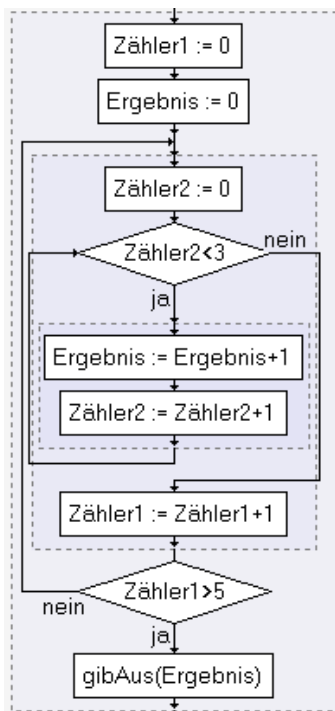 Zähler1 := 0
Ergebnis := 0
Zähler2 := 0
Zähler2<3
nein
ja
Ergebnis := Ergebnis+1
Zähler2 := Zähler2+1
Zähler1 := Zähler1+1
Zähler1>5
nein
ja
gibAus(Ergebnis)